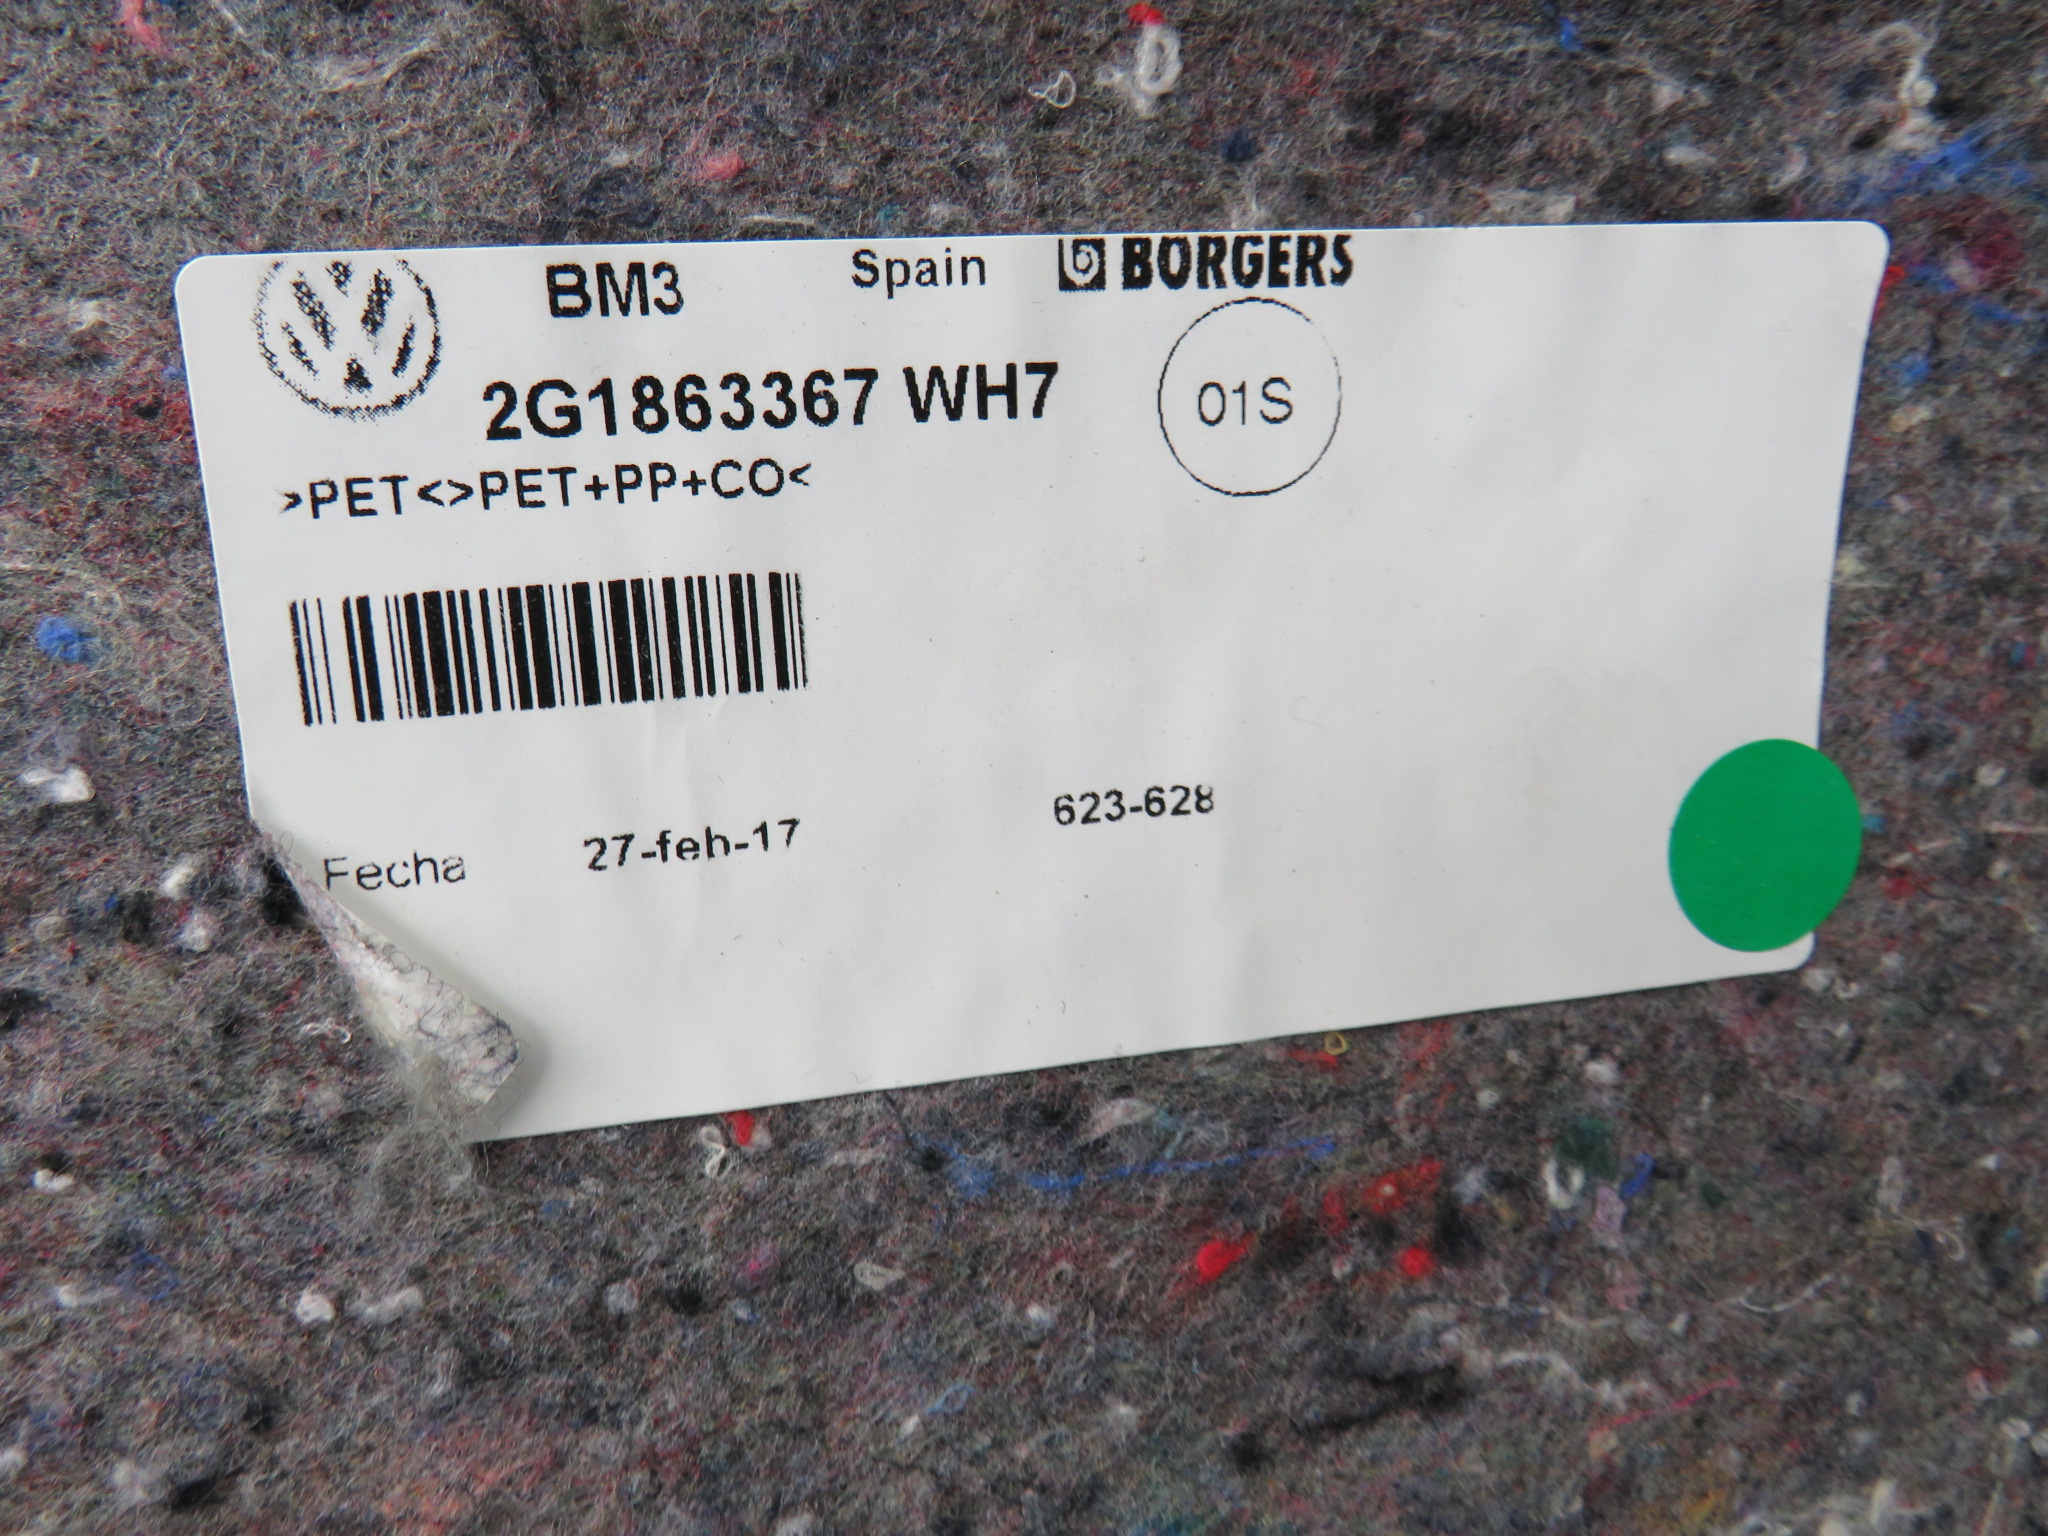 BM3 Spain BORGERS
2G1863367 WH7 01S
>PET<>PET+PP+CO<
Fecha 27-feb-17 623-628